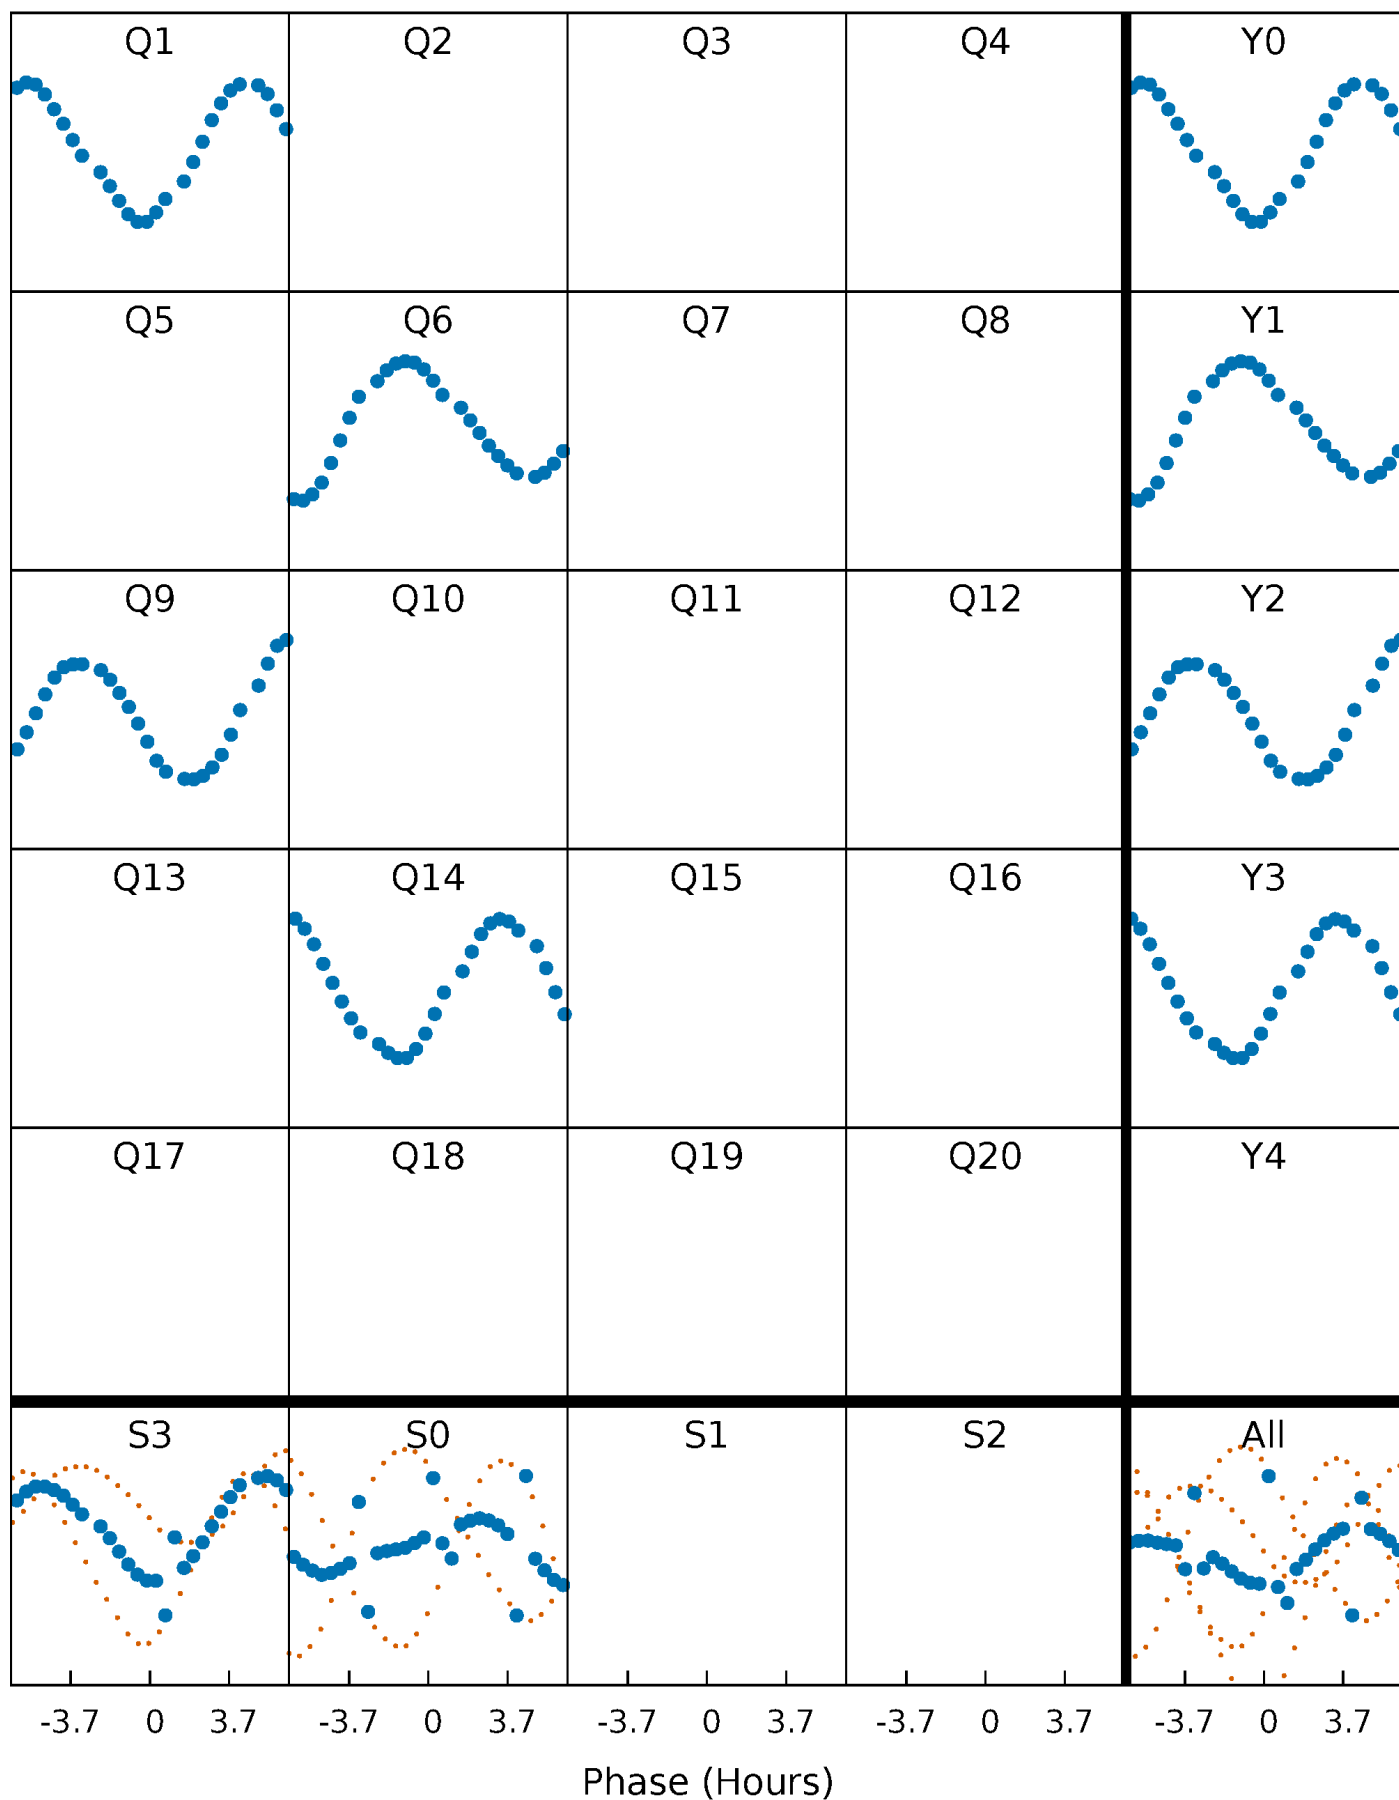 Q1 Q2 Q3 Q4 Y0
Q5 Q6 Q7 Q8 Y1
Q9 Q10 Q11 Q12 Y2
Q13 Q14 Q15 Q16 Y3
Q17 Q18 Q19 Q20 Y4
S3 S0 S1 S2 All
-3.7 0 3.7 -3.7 0 3.7 -3.7 0 3.7 -3.7 0 3.7 -3.7 0 3.7
Phase (Hours)